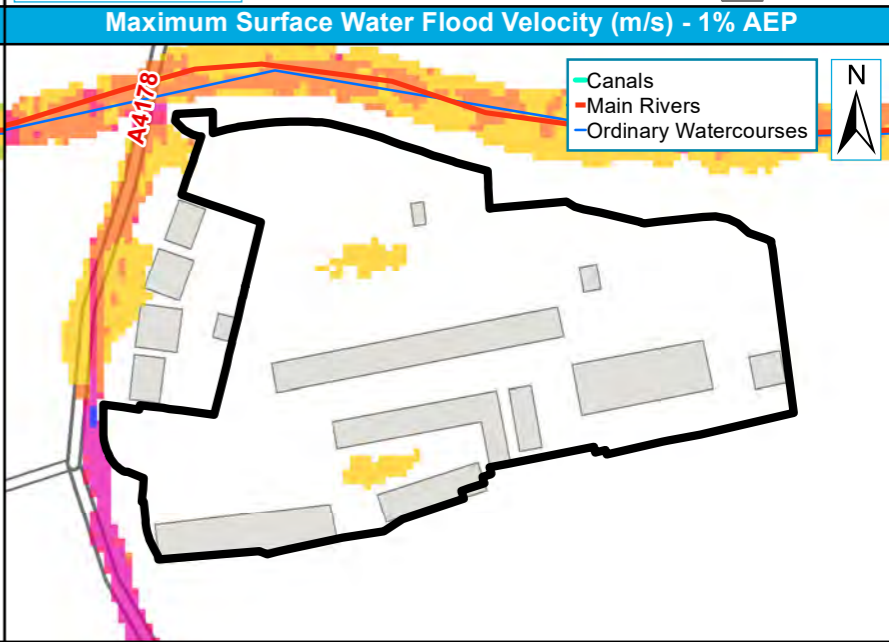 Maximum Surface Water Flood Velocity (m/s) - 1% AEP
A4178
Canals
Main Rivers
Ordinary Watercourses
N